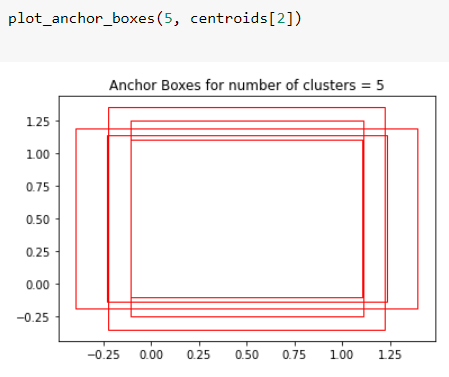 plot_anchor_boxes(5, centroids[2])
Anchor Boxes for number of clusters = 5
1.25
1.00
0.75
0.50
0.25
0.00
−0.25
−0.25 0.00 0.25 0.50 0.75 1.00 1.25